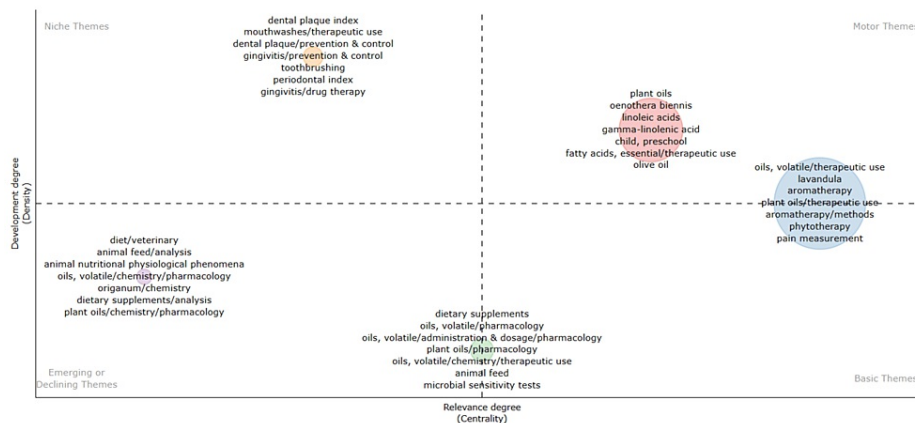 Niche Themes
Motor Themes
dental plaque index
mouthwashes/therapeutic use
dental plaque/prevention & control
gingivitis/prevention & control
toothbrushing
periodontal index
gingivitis/drug therapy
plant oils
oenothera biennis
linoleic acids
gamma-linolenic acid
child, preschool
fatty acids, essential/therapeutic use
olive oil
oils, volatile/therapeutic use
lavandula
aromatherapy
plant oils/therapeutic use
aromatherapy/methods
phytotherapy
pain measurement
Development degree
(Density)
diet/veterinary
animal feed/analysis
animal nutritional physiological phenomena
oils, volatile/chemistry/pharmacology
origanum/chemistry
dietary supplements/analysis
plant oils/chemistry/pharmacology
dietary supplements
oils, volatile/pharmacology
oils, volatile/administration & dosage/pharmacology
plant oils/pharmacology
oils, volatile/chemistry/therapeutic use
animal feed
microbial sensitivity tests
Emerging or
Declining Themes
Basic Themes
Relevance degree
(Centrality)